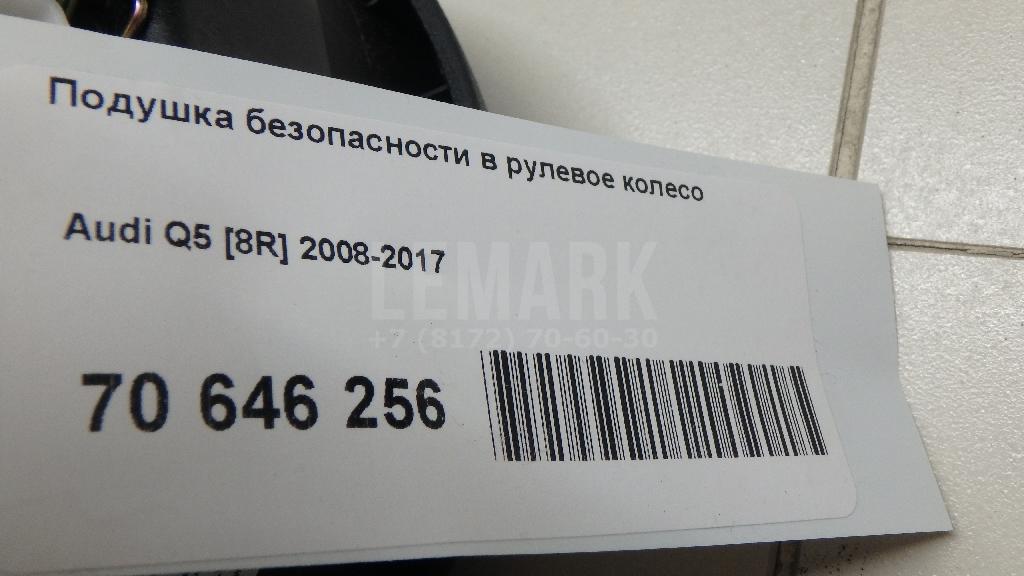 Подушка безопасности в рулевое колесо
Audi Q5 [8R] 2008-2017
LEMARK
+7 (8172) 70-60-30
70 646 256